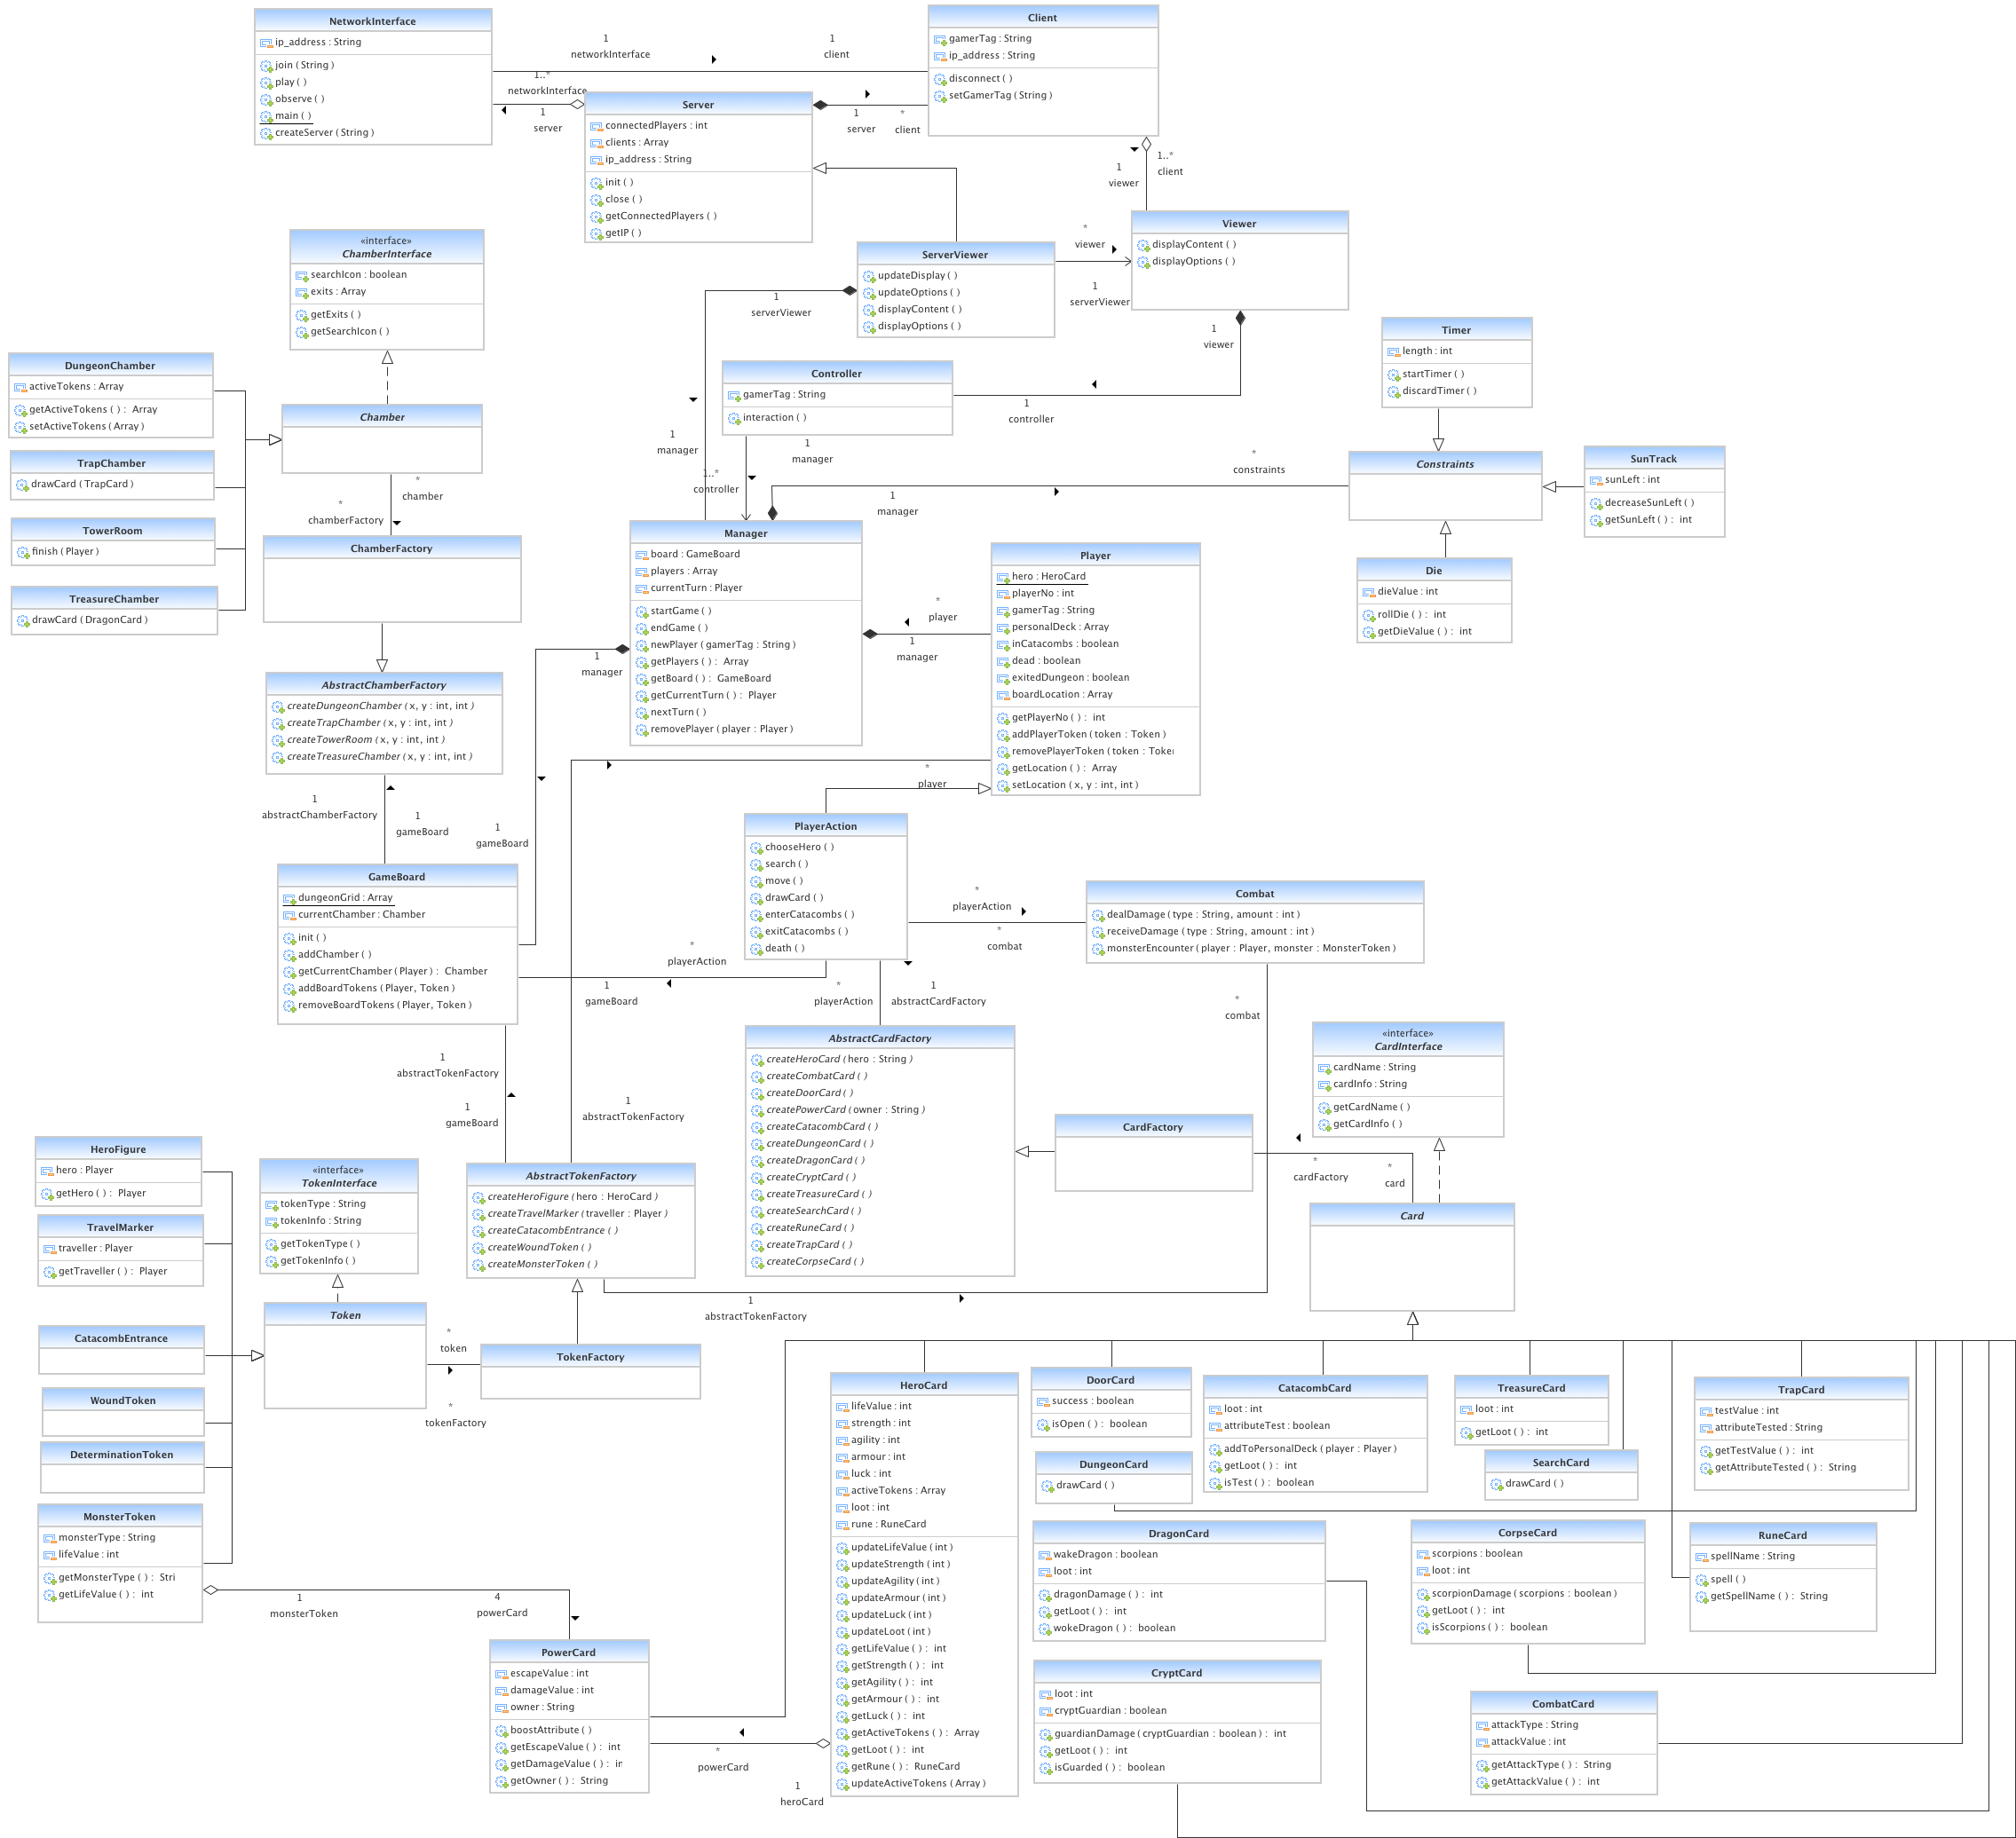 NetworkInterface
ip_address : String
join ( String )
play ( )
observe ( )
main ( )
createServer ( String )
1
networkInterface
1
client
1..*
networkInterface
1
server
Client
gamerTag : String
ip_address : String
disconnect ( )
setGamerTag ( String )
Server
connectedPlayers : int
clients : Array
ip_address : String
init ( )
close ( )
getConnectedPlayers ( )
getIP ( )
1
server
*
client
1
viewer
1..*
client
Viewer
displayContent ( )
displayOptions ( )
ServerViewer
updateDisplay ( )
updateOptions ( )
displayContent ( )
displayOptions ( )
*
viewer
1
serverViewer
1
serverViewer
1
viewer
«interface»
ChamberInterface
searchIcon : boolean
exits : Array
getExits ( )
getSearchIcon ( )
DungeonChamber
activeTokens : Array
getActiveTokens ( ) : Array
setActiveTokens ( Array )
TrapChamber
drawCard ( TrapCard )
TowerRoom
finish ( Player )
TreasureChamber
drawCard ( DragonCard )
Chamber
*
chamber
*
chamberFactory
ChamberFactory
Controller
gamerTag : String
interaction ( )
1
controller
1
manager
1
manager
1..*
controller
Timer
length : int
startTimer ( )
discardTimer ( )
Constraints
*
constraints
1
manager
SunTrack
sunLeft : int
decreaseSunLeft ( )
getSunLeft ( ) : int
Die
dieValue : int
rollDie ( ) : int
getDieValue ( ) : int
Manager
board : GameBoard
players : Array
currentTurn : Player
startGame ( )
endGame ( )
newPlayer ( gamerTag : String )
getPlayers ( ) : Array
getBoard ( ) : GameBoard
getCurrentTurn ( ) : Player
nextTurn ( )
removePlayer ( player : Player )
*
player
1
manager
1
manager
Player
hero : HeroCard
playerNo : int
gamerTag : String
personalDeck : Array
inCatacombs : boolean
dead : boolean
exitedDungeon : boolean
boardLocation : Array
getPlayerNo ( ) : int
addPlayerToken ( token : Token )
removePlayerToken ( token : Toke
getLocation ( ) : Array
setLocation ( x, y : int, int )
AbstractChamberFactory
createDungeonChamber ( x, y : int, int )
createTrapChamber ( x, y : int, int )
createTowerRoom ( x, y : int, int )
createTreasureChamber ( x, y : int, int )
1
abstractChamberFactory
1
gameBoard
1
gameBoard
*
player
GameBoard
dungeonGrid : Array
currentChamber : Chamber
init ( )
addChamber ( )
getCurrentChamber ( Player ) : Chamber
addBoardTokens ( Player, Token )
removeBoardTokens ( Player, Token )
PlayerAction
chooseHero ( )
search ( )
move ( )
drawCard ( )
enterCatacombs ( )
exitCatacombs ( )
death ( )
*
playerAction
*
combat
*
playerAction
1
gameBoard
*
playerAction
1
abstractCardFactory
Combat
dealDamage ( type : String, amount : int )
receiveDamage ( type : String, amount : int )
monsterEncounter ( player : Player, monster : MonsterToken )
*
combat
1
abstractTokenFactory
1
gameBoard
1
abstractTokenFactory
AbstractCardFactory
createHeroCard ( hero : String )
createCombatCard ( )
createDoorCard ( )
createPowerCard ( owner : String )
createCatacombCard ( )
createDungeonCard ( )
createDragonCard ( )
createCryptCard ( )
createTreasureCard ( )
createSearchCard ( )
createRuneCard ( )
createTrapCard ( )
createCorpseCard ( )
CardFactory
«interface»
CardInterface
cardName : String
cardInfo : String
getCardName ( )
getCardInfo ( )
*
cardFactory
*
card
Card
HeroFigure
hero : Player
getHero ( ) : Player
TravelMarker
traveller : Player
getTraveller ( ) : Player
CatacombEntrance
WoundToken
DeterminationToken
MonsterToken
monsterType : String
lifeValue : int
getMonsterType ( ) : Stri
getLifeValue ( ) : int
«interface»
TokenInterface
tokenType : String
tokenInfo : String
getTokenType ( )
getTokenInfo ( )
Token
AbstractTokenFactory
createHeroFigure ( hero : HeroCard )
createTravelMarker ( traveller : Player )
createCatacombEntrance ( )
createWoundToken ( )
createMonsterToken ( )
1
abstractTokenFactory
*
token
*
tokenFactory
TokenFactory
1
monsterToken
4
powerCard
PowerCard
escapeValue : int
damageValue : int
owner : String
boostAttribute ( )
getEscapeValue ( ) : int
getDamageValue ( ) : ir
getOwner ( ) : String
*
powerCard
1
heroCard
HeroCard
lifeValue : int
strength : int
agility : int
armour : int
luck : int
activeTokens : Array
loot : int
rune : RuneCard
updateLifeValue ( int )
updateStrength ( int )
updateAgility ( int )
updateArmour ( int )
updateLuck ( int )
updateLoot ( int )
getLifeValue ( ) : int
getStrength ( ) : int
getAgility ( ) : int
getArmour ( ) : int
getLuck ( ) : int
getActiveTokens ( ) : Array
getLoot ( ) : int
getRune ( ) : RuneCard
updateActiveTokens ( Array )
DoorCard
success : boolean
isOpen ( ) : boolean
DungeonCard
drawCard ( )
CatacombCard
loot : int
attributeTest : boolean
addToPersonalDeck ( player : Player )
getLoot ( ) : int
isTest ( ) : boolean
TreasureCard
loot : int
getLoot ( ) : int
SearchCard
drawCard ( )
TrapCard
testValue : int
attributeTested : String
getTestValue ( ) : int
getAttributeTested ( ) : String
DragonCard
wakeDragon : boolean
loot : int
dragonDamage ( ) : int
getLoot ( ) : int
wokeDragon ( ) : boolean
CorpseCard
scorpions : boolean
loot : int
scorpionDamage ( scorpions : boolean )
getLoot ( ) : int
isScorpions ( ) : boolean
RuneCard
spellName : String
spell ( )
getSpellName ( ) : String
CryptCard
loot : int
cryptGuardian : boolean
guardianDamage ( cryptGuardian : boolean ) : int
getLoot ( ) : int
isGuarded ( ) : boolean
CombatCard
attackType : String
attackValue : int
getAttackType ( ) : String
getAttackValue ( ) : int